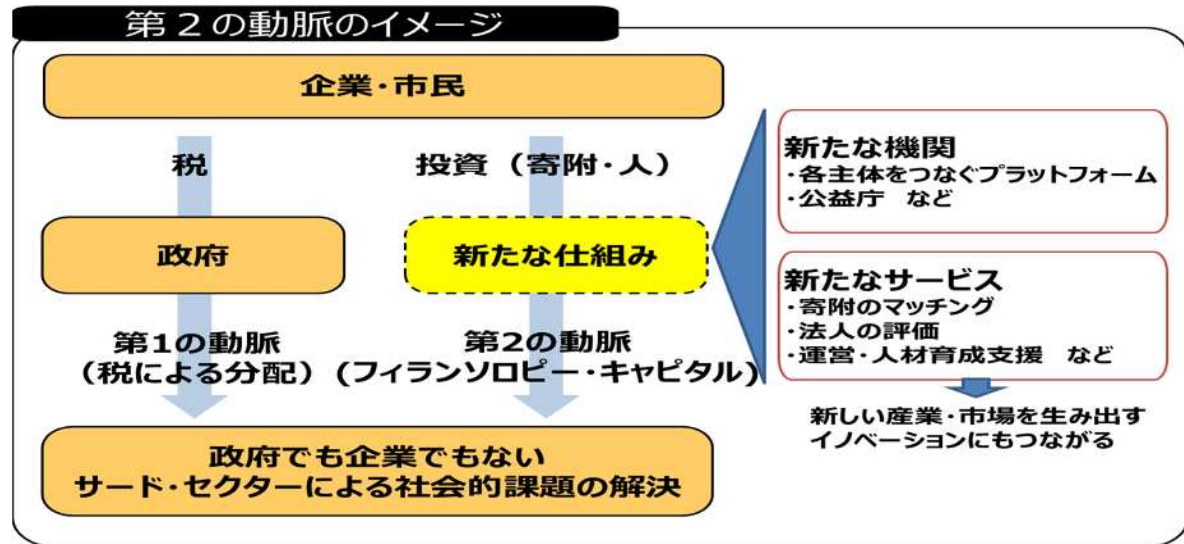 第２の動脈のイメージ
企業・市民
税
投資（寄附・人）
政府
新たな仕組み
第1の動脈
（税による分配）
第2の動脈
(フィランソロピー・キャピタル)
政府でも企業でもない
サード・セクターによる社会的課題の解決
新たな機関
・各主体をつなぐプラットフォーム
・公益庁　など
新たなサービス
・寄附のマッチング
・法人の評価
・運営・人材育成支援　など
新しい産業・市場を生み出す
イノベーションにもつながる